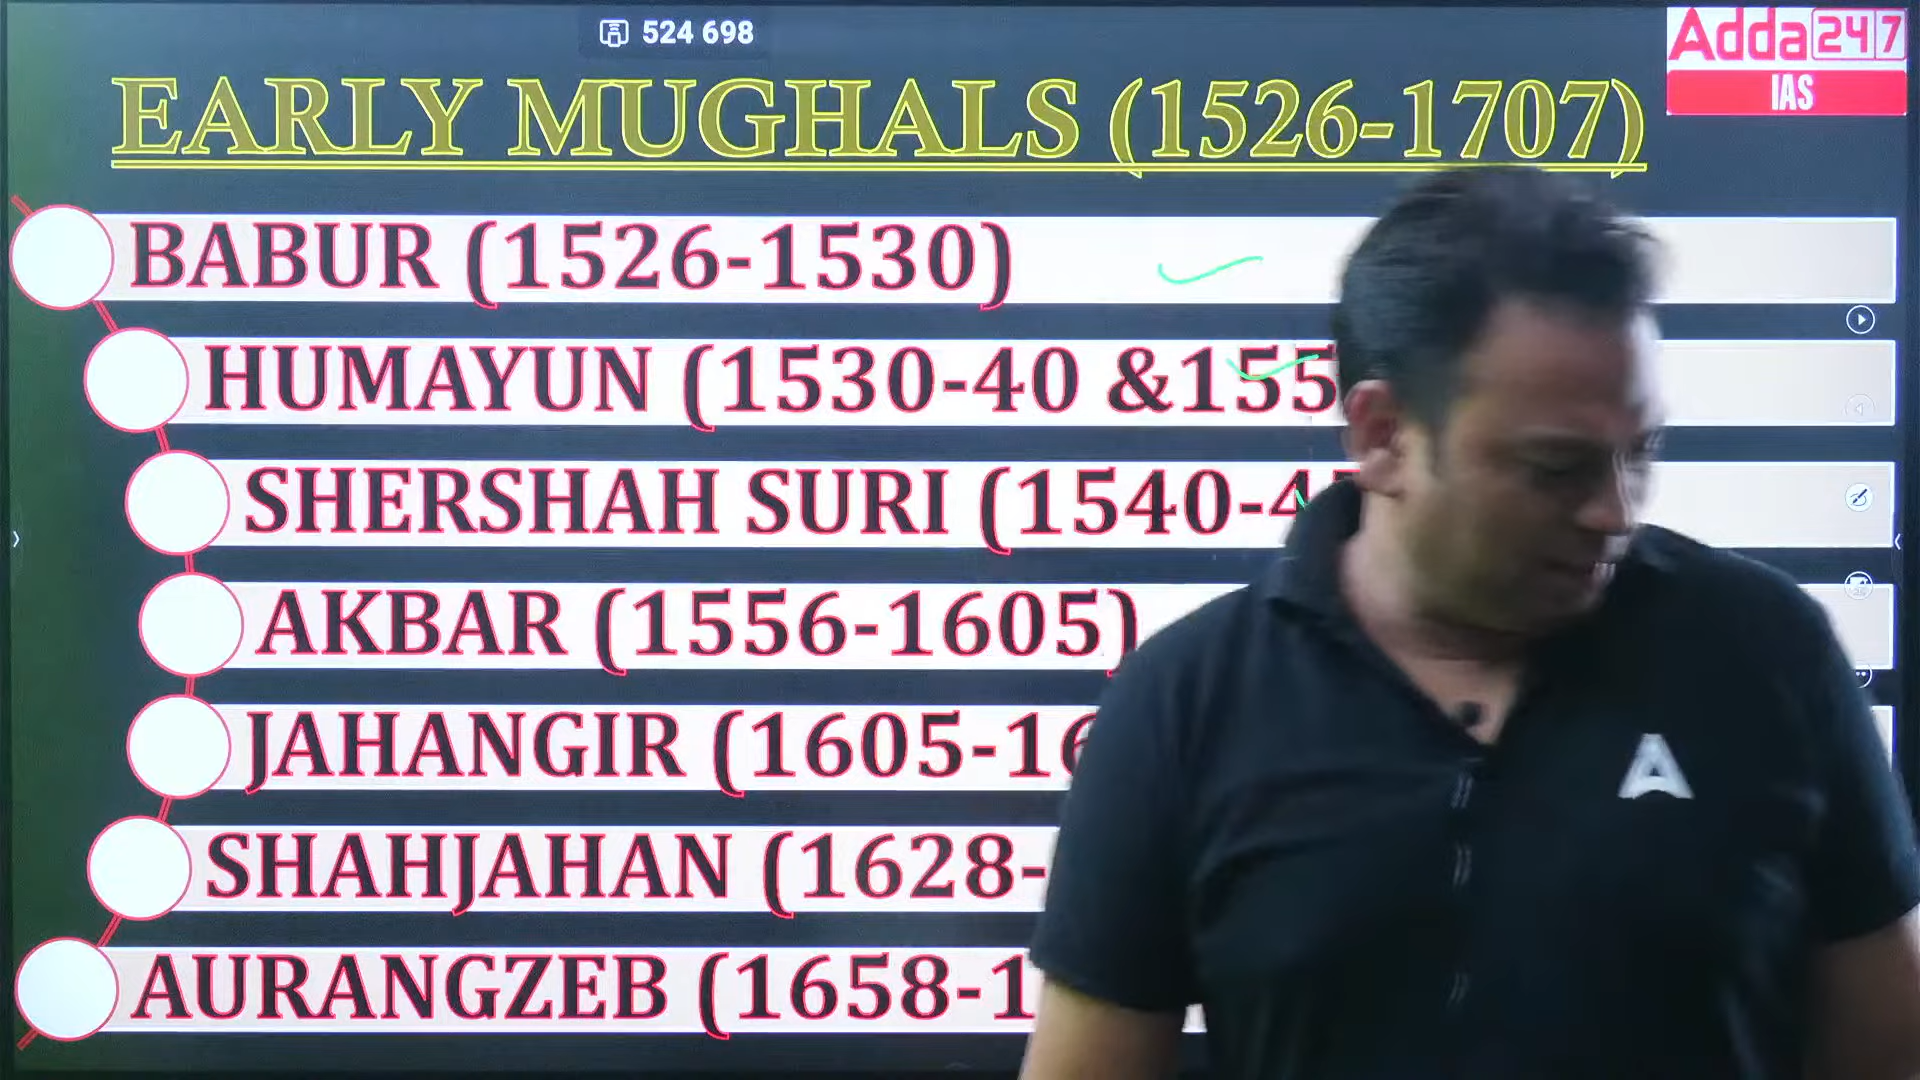 524 698
Adda247
IAS
EARLY MUGHALS (1526-1707)
BABUR (1526-1530)
HUMAYUN (1530-40 &155
SHERSHAH SURI (1540-4
AKBAR (1556-1605)
JAHANGIR (1605-16
SHAHJAHAN (1628-
AURANGZEB (1658-1
A